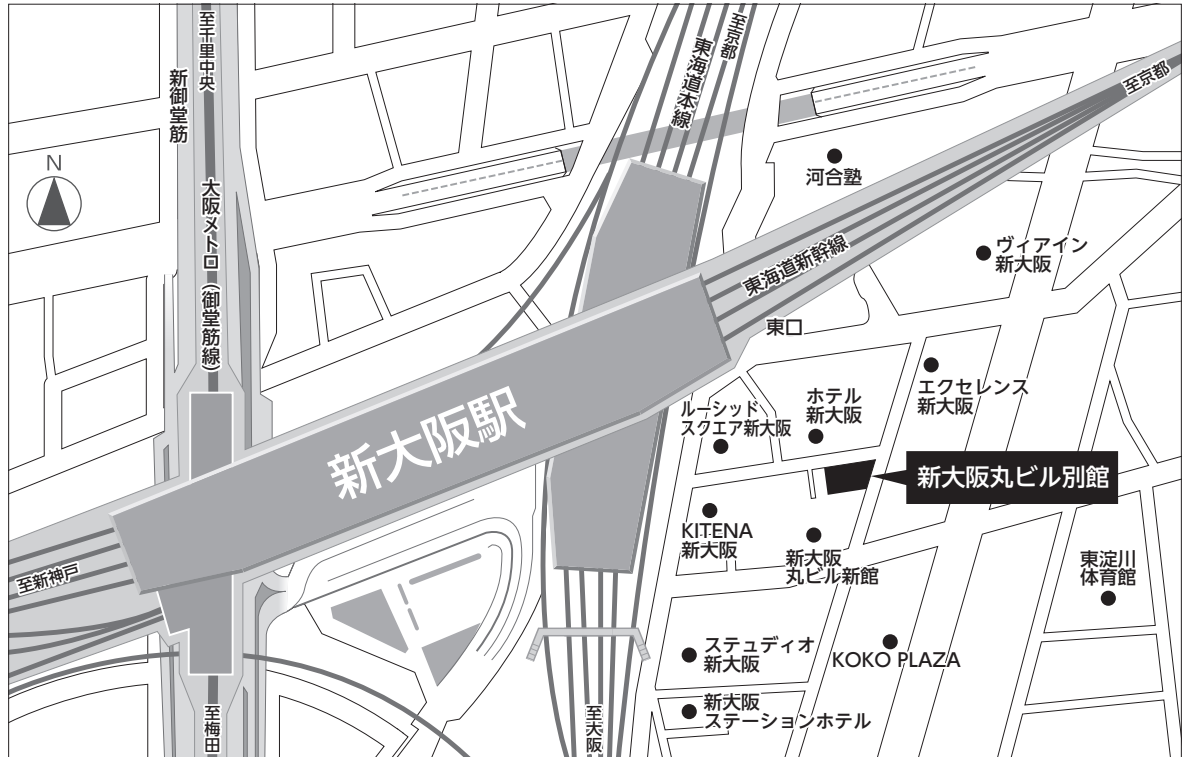 至千里中央
新御堂筋
大阪メトロ(御堂筋線)
N
東海道本線
至京都
至京都
河合塾
ヴィアイン
新大阪
東海道新幹線
東口
エクセレンス
新大阪
ホテル
新大阪
ルーシッド
スクエア新大阪
新大阪駅
新大阪丸ビル別館
KITENA
新大阪
新大阪
丸ビル新館
東淀川
体育館
至新神戸
ステュディオ
新大阪
KOKO PLAZA
新大阪
ステーションホテル
至梅田
至大阪